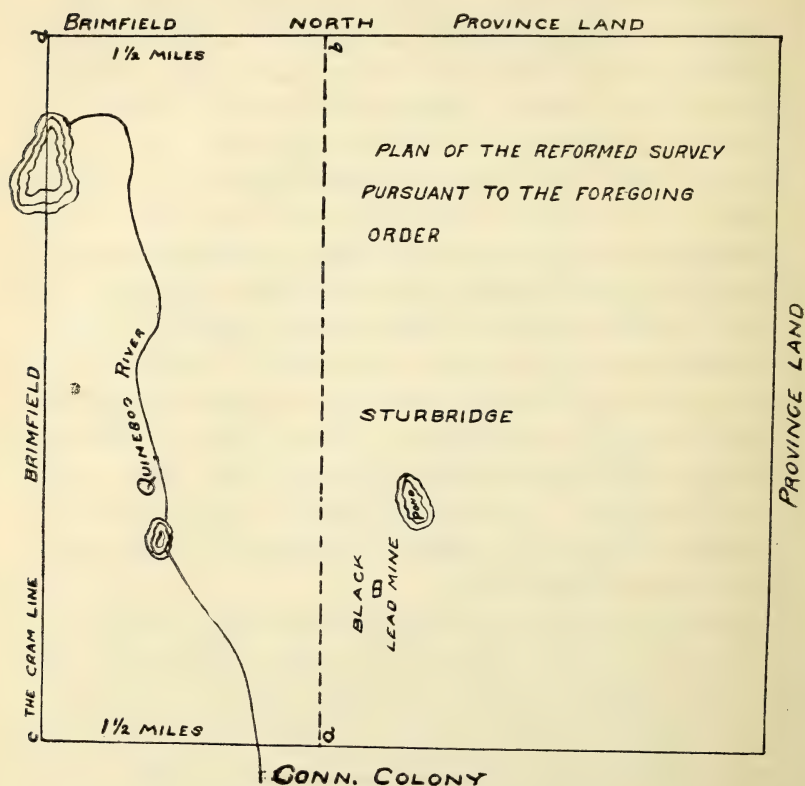 BRIMFIELD NORTH PROVINCE LAND
1½ MILES
b
PLAN OF THE REFORMED SURVEY
PURSUANT TO THE FOREGOING
ORDER
BRIMFIELD
QUINEBOD RIVER
STURBRIDGE
POND
PROVINCE LAND
BLACK
LEAD MINE
THE CRAM LINE
c
1½ MILES
d
CONN. COLONY